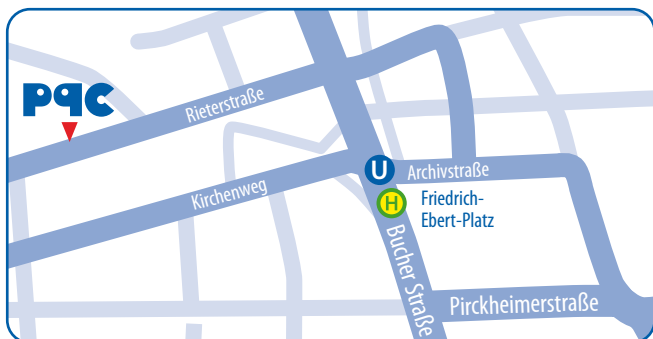 pqc
Rieterstraße
Kirchenweg
U
Archivstraße
H
Friedrich-
Ebert-Platz
Bucher Straße
Pirckheimerstraße